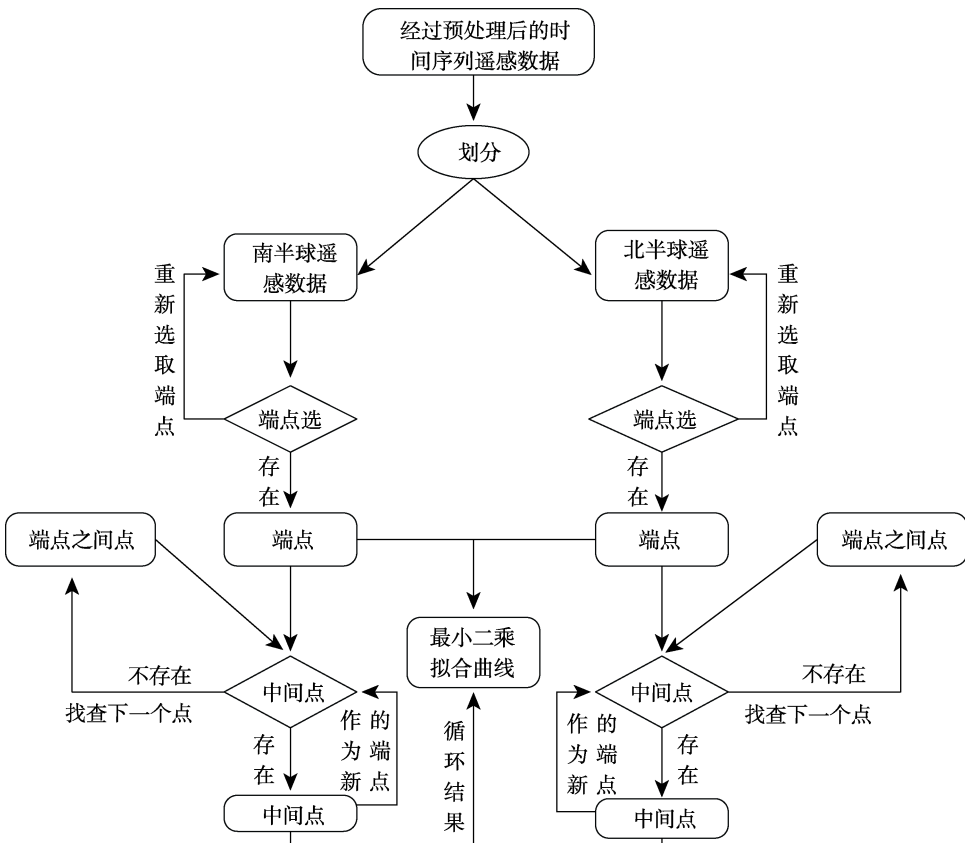 经过预处理后的时
间序列遥感数据
划分
南半球遥
感数据
北半球遥
感数据
重新选取端点
重新选取端点
端点选
端点选
存在
存在
端点之间点
端点
端点
端点之间点
最小二乘
拟合曲线
不存在
找查下一个点
中间点
中间点
不存在
找查下一个点
存在
作为新
的端点
循环结果
作为新
的端点
存在
中间点
中间点